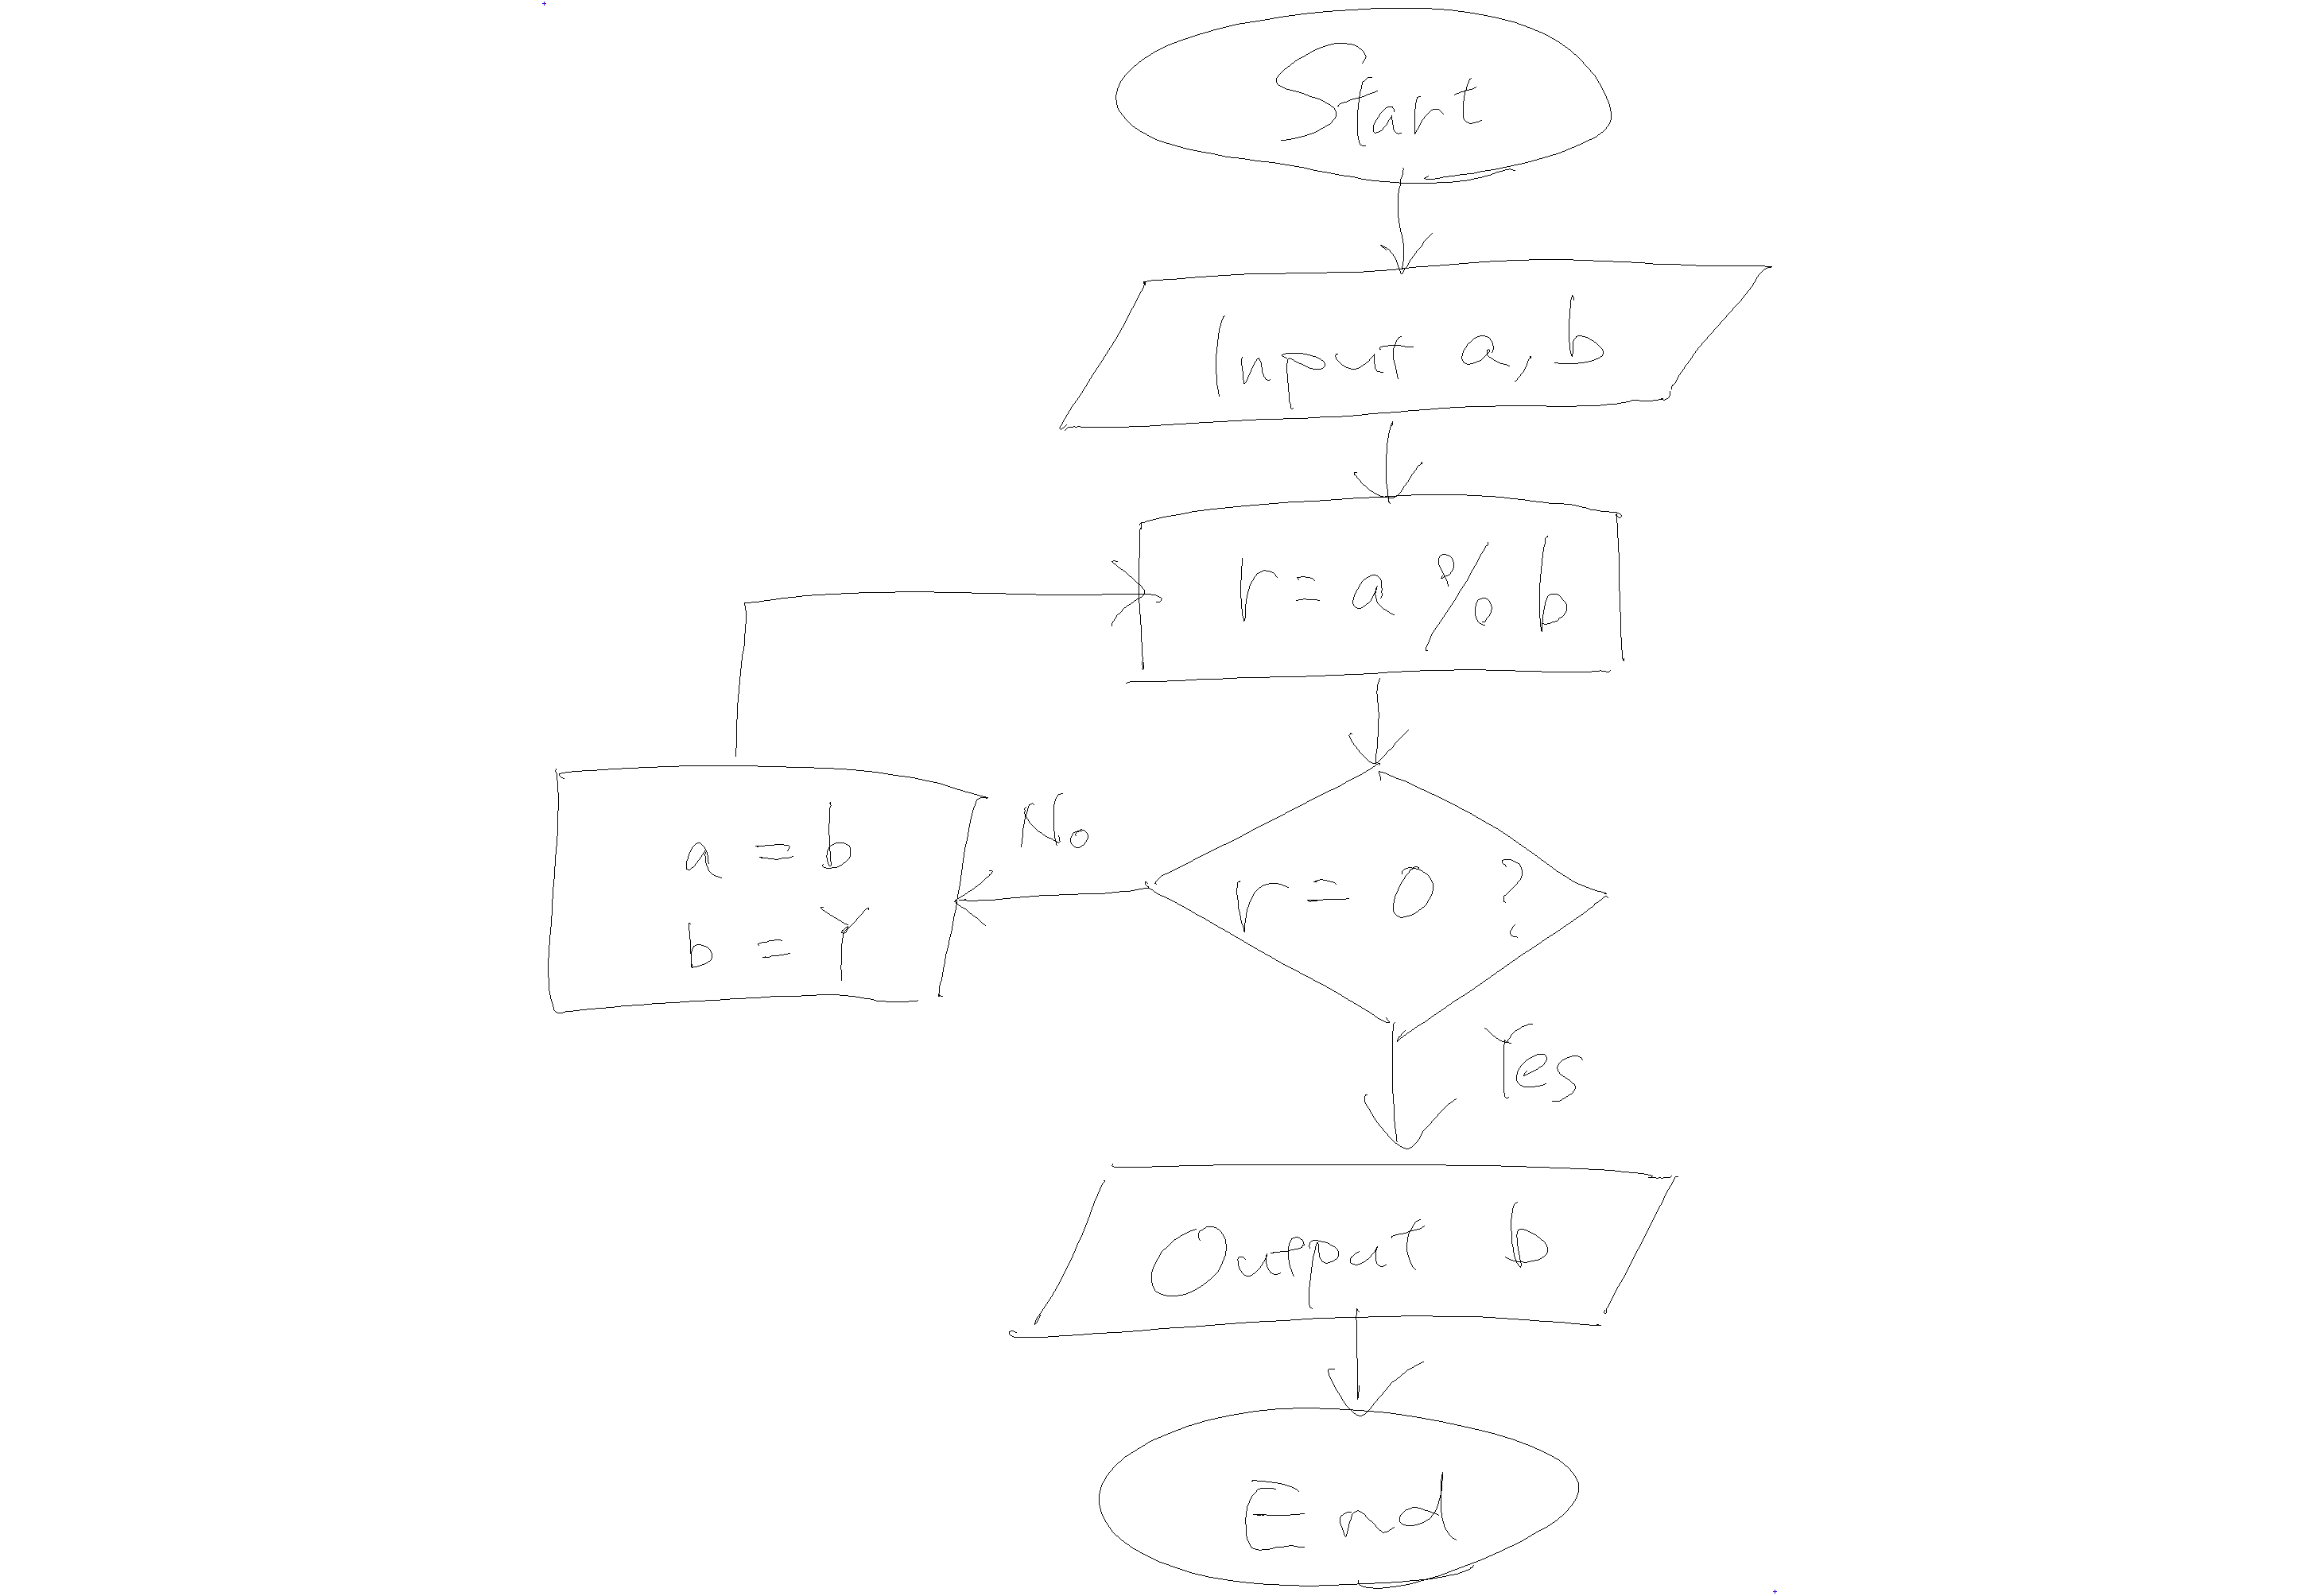 Start
Input a, b
r = a % b
No
r = 0 ?
a = b
b = r
Yes
Output b
End